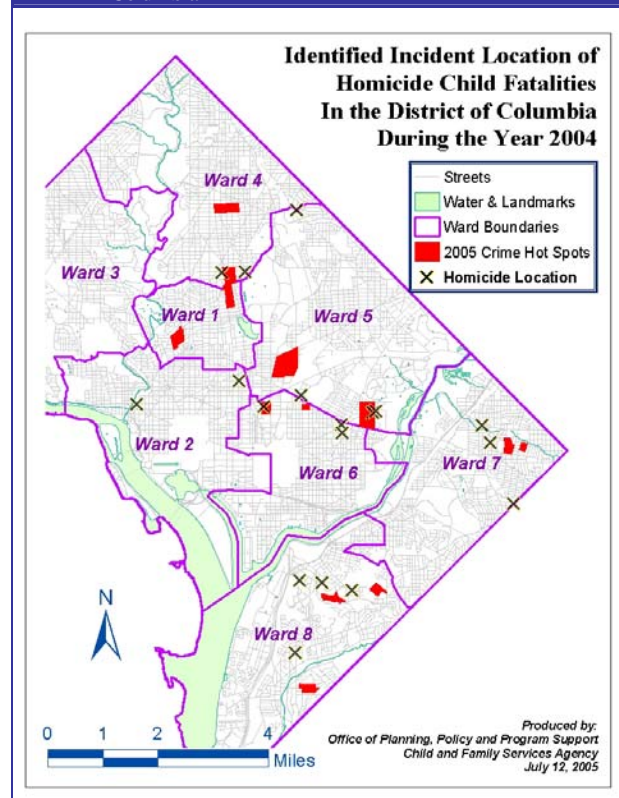 Identified Incident Location of
Homicide Child Fatalities
In the District of Columbia
During the Year 2004
Streets
Water & Landmarks
Ward Boundaries
2005 Crime Hot Spots
Homicide Location
Ward 4
Ward 3
Ward 1
Ward 5
Ward 2
Ward 6
Ward 7
Ward 8
N
0 1 2 4
Miles
Produced by:
Office of Planning, Policy and Program Support
Child and Family Services Agency
July 12, 2005